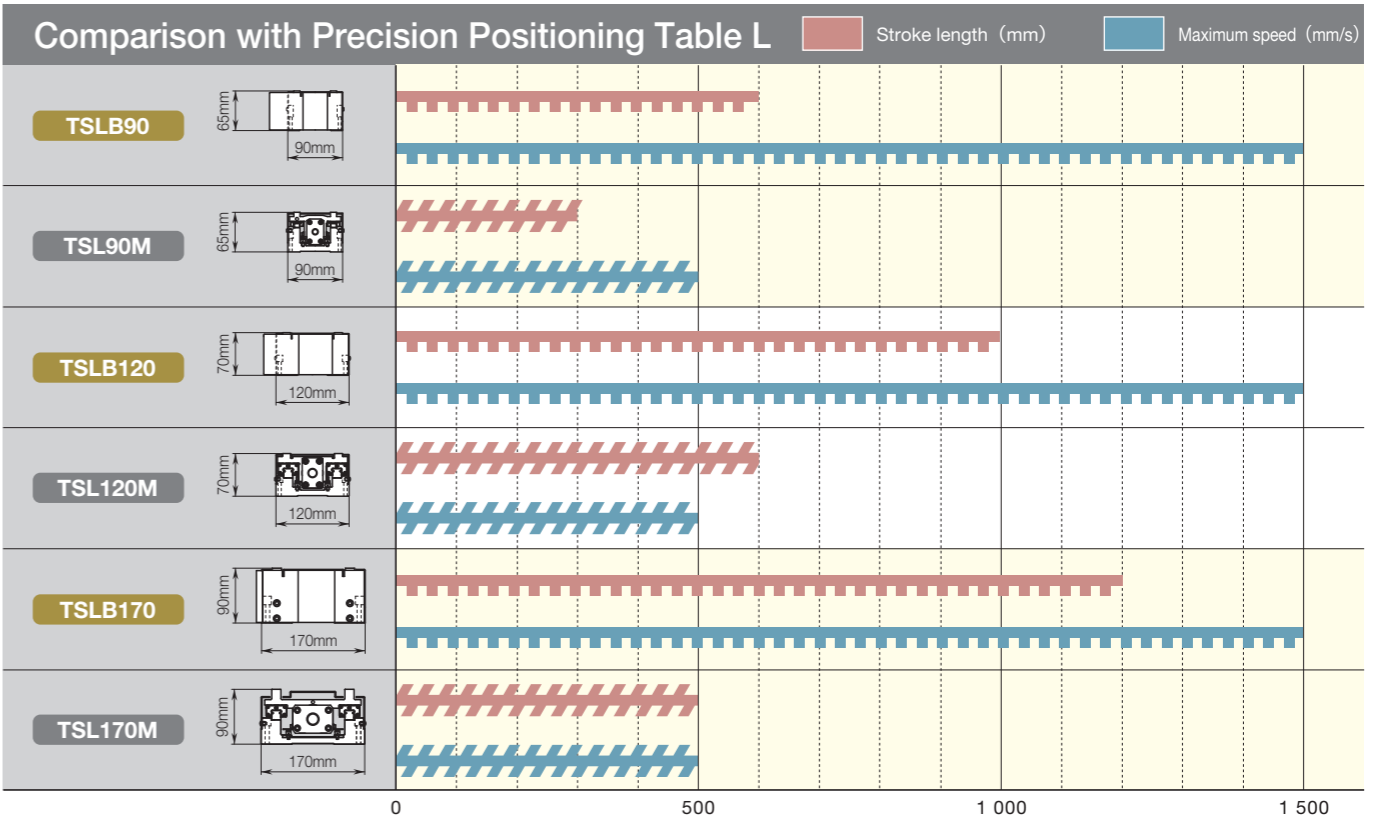 Comparison with Precision Positioning Table L
Stroke length（mm）
Maximum speed（mm/s）
TSLB90
65mm
90mm
TSL90M
65mm
90mm
TSLB120
70mm
120mm
TSL120M
70mm
120mm
TSLB170
90mm
170mm
TSL170M
90mm
170mm
0 500 1 000 1 500